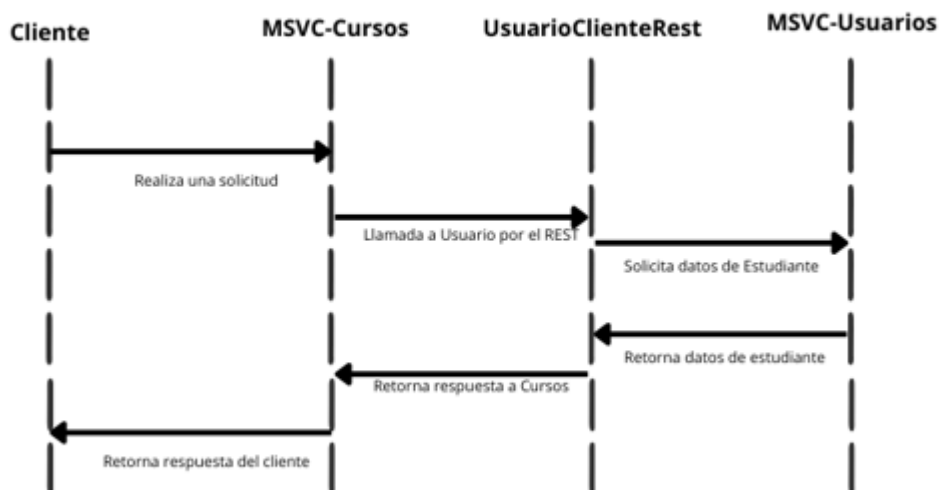 Cliente
MSVC-Cursos
UsuarioClienteRest
MSVC-Usuarios
Realiza una solicitud
Llamada a Usuario por el REST
Solicita datos de Estudiante
Retorna datos de estudiante
Retorna respuesta a Cursos
Retorna respuesta del cliente